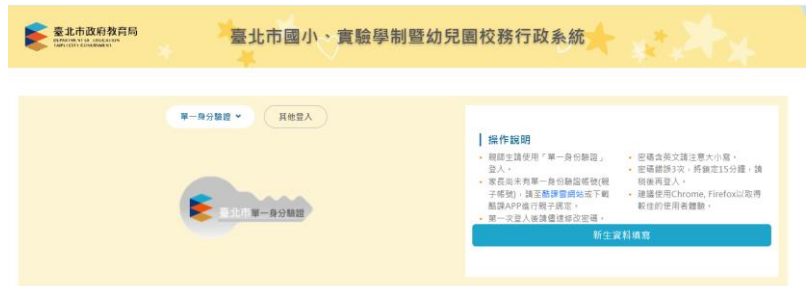 臺北市政府教育局
DEPARTMENT OF EDUCATION
TAIPEI CITY GOVERNMENT
臺北市國小、實驗學制暨幼兒園校務行政系統
單一身分驗證
其他登入
臺北市單一身分驗證
操作說明
親師生請使用「單一身份驗證」
登入。
家長尚未有單一身份驗證帳號(親
子帳號)，請至酷課雲網站或下載
酷課APP進行親子綁定。
第一次登入後請儘速修改密碼。
密碼含英文請注意大小寫。
密碼錯誤3次，將鎖定15分鐘，請
稍後再登入。
建議使用Chrome, Firefox以取得
較佳的使用者體驗。
新生資料填寫